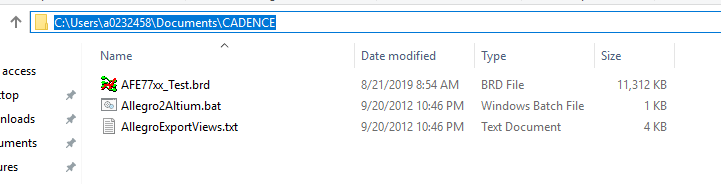 C:\Users\a0232458\Documents\CADENCE
Name Date modified Type Size
access
AFE77xx_Test.brd 8/21/2019 8:54 AM BRD File 11,312 KB
ktop
Allegro2Altium.bat 9/20/2012 10:46 PM Windows Batch File 1 KB
wnloads
AllegroExportViews.txt 9/20/2012 10:46 PM Text Document 4 KB
uments
ures